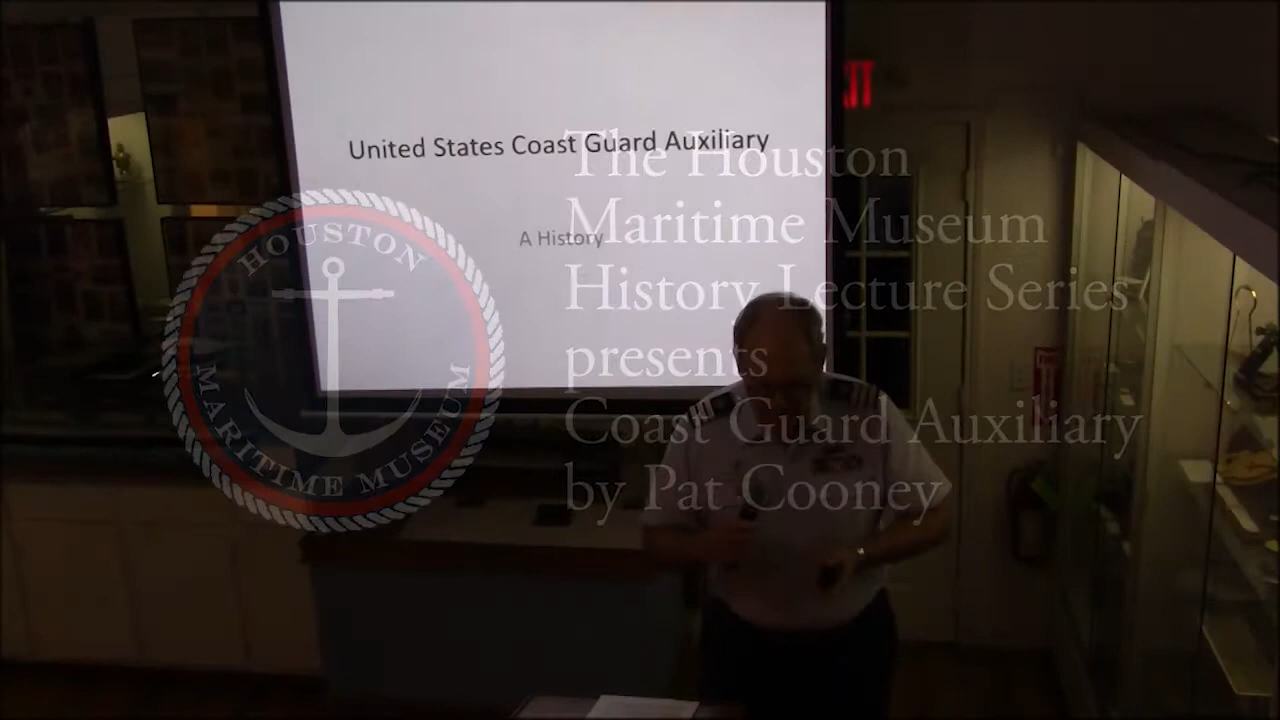 United States Coast Guard Auxiliary
A History
HOUSTON
MARITIME MUSEUM
The Houston
Maritime Museum
History Lecture Series
presents
Coast Guard Auxiliary
by Pat Cooney